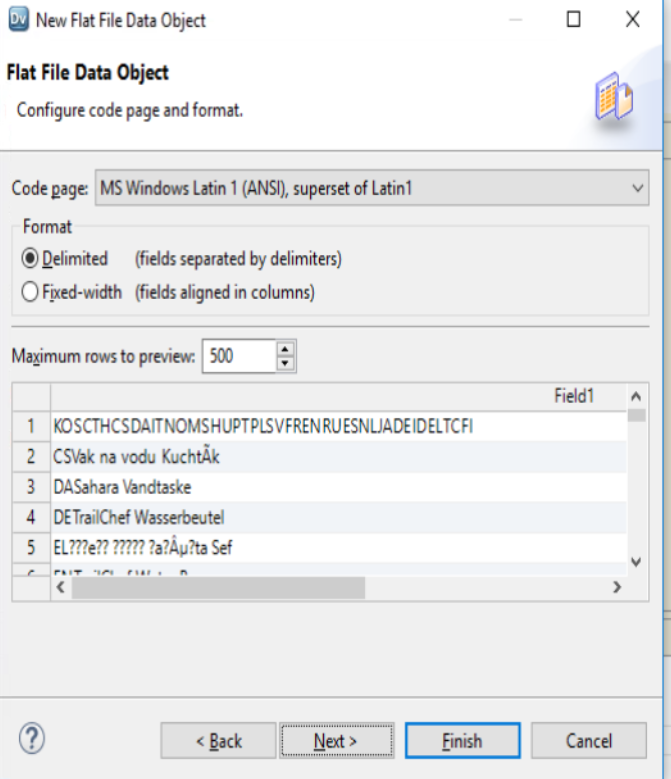 Dv New Flat File Data Object
Flat File Data Object
Configure code page and format.
Code page: MS Windows Latin 1 (ANSI), superset of Latin1
Format
Delimited (fields separated by delimiters)
Fixed-width (fields aligned in columns)
Maximum rows to preview: 500
Field1
1 KOSCTHCSDAITNOMSHUPTPLSVFRENRUESNLJADEIDELTCFI
2 CSVak na vodu KuchtÃk
3 DASahara Vandtaske
4 DETrailChef Wasserbeutel
5 EL???e?? ????? ?a?Âµ?ta Sef
? < Back Next > Finish Cancel